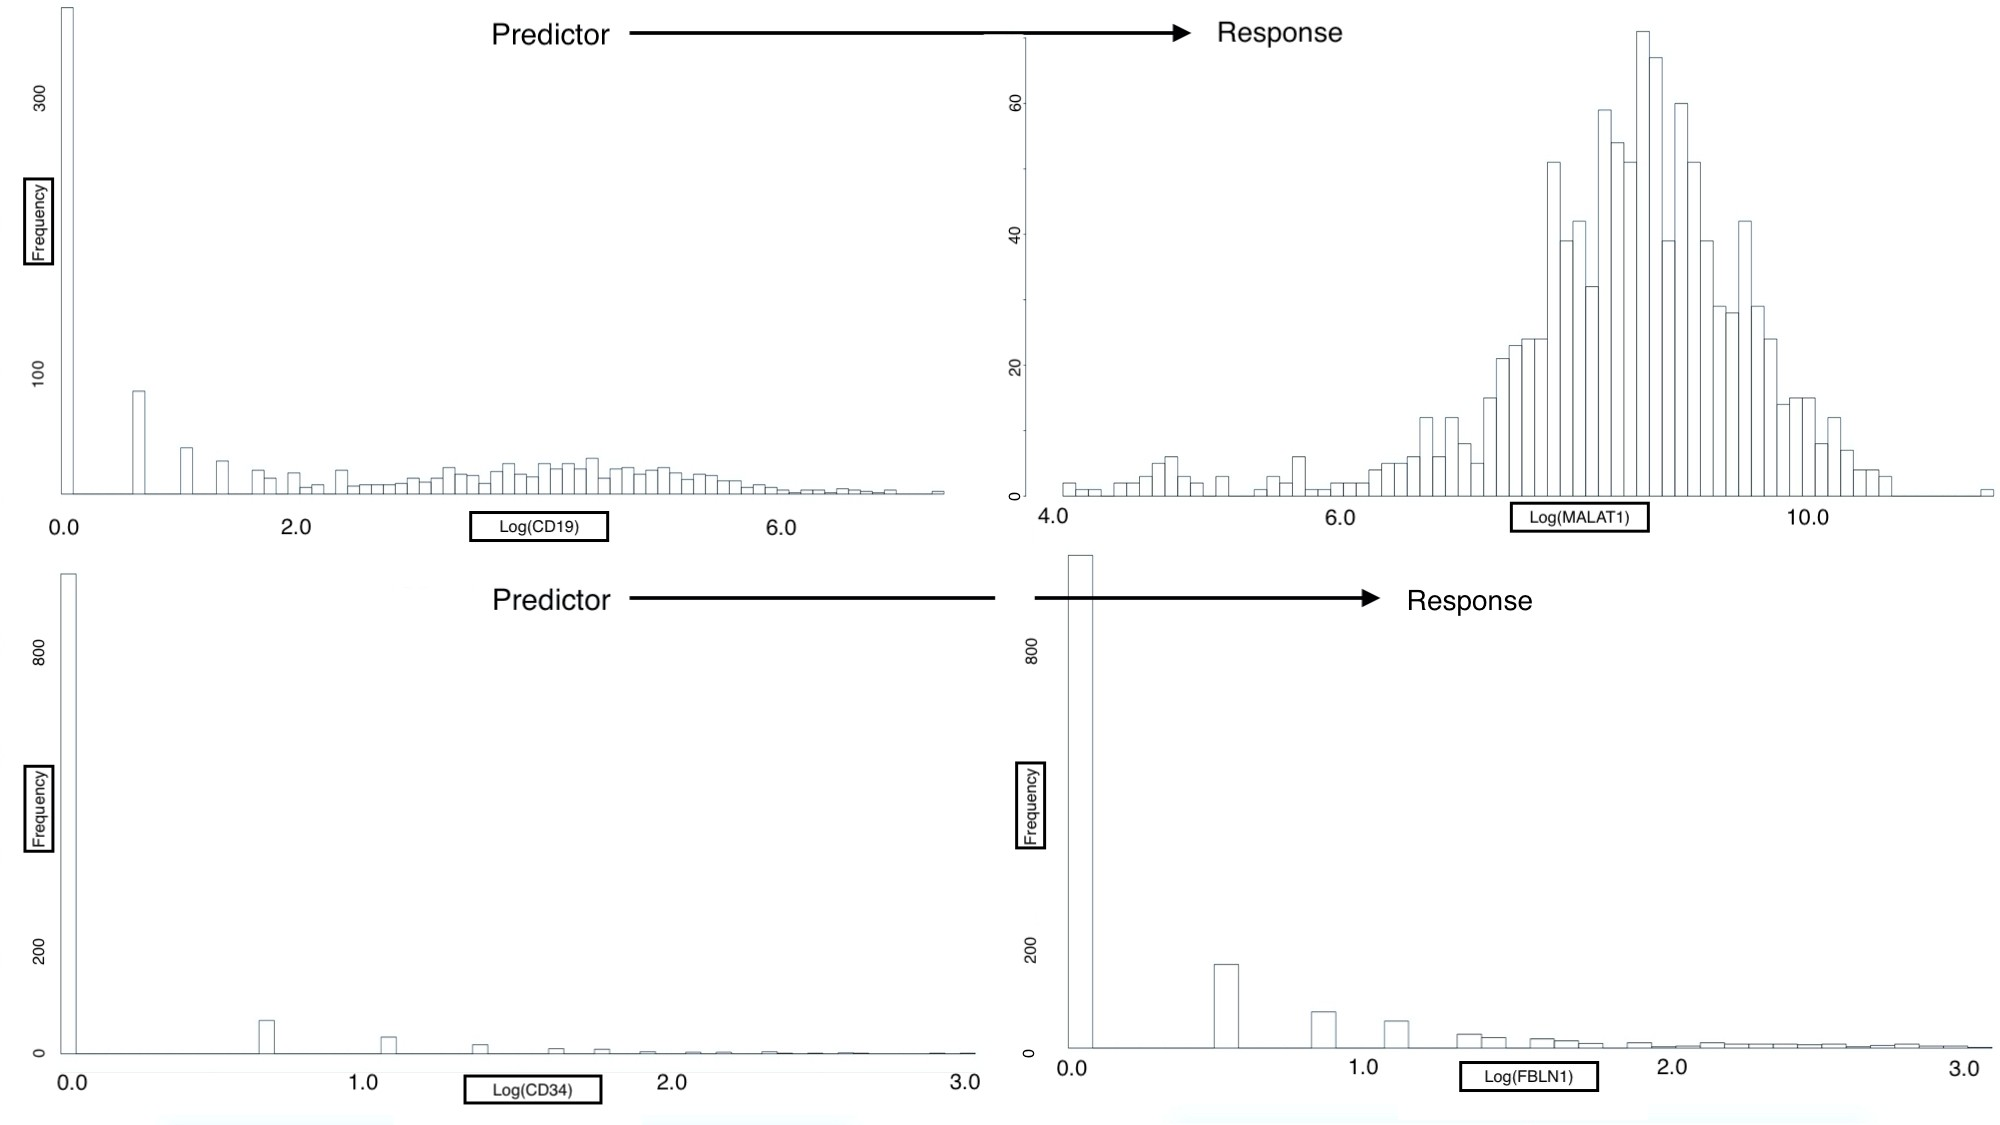 Predictor
Response
300
100
Frequency
0.0 2.0 6.0
Log(CD19)
60
40
20
0
4.0 6.0 10.0
Log(MALAT1)
Predictor
Response
800
200
0
Frequency
0.0 1.0 2.0 3.0
Log(CD34)
800
200
0
Frequency
0.0 1.0 2.0 3.0
Log(FBLN1)